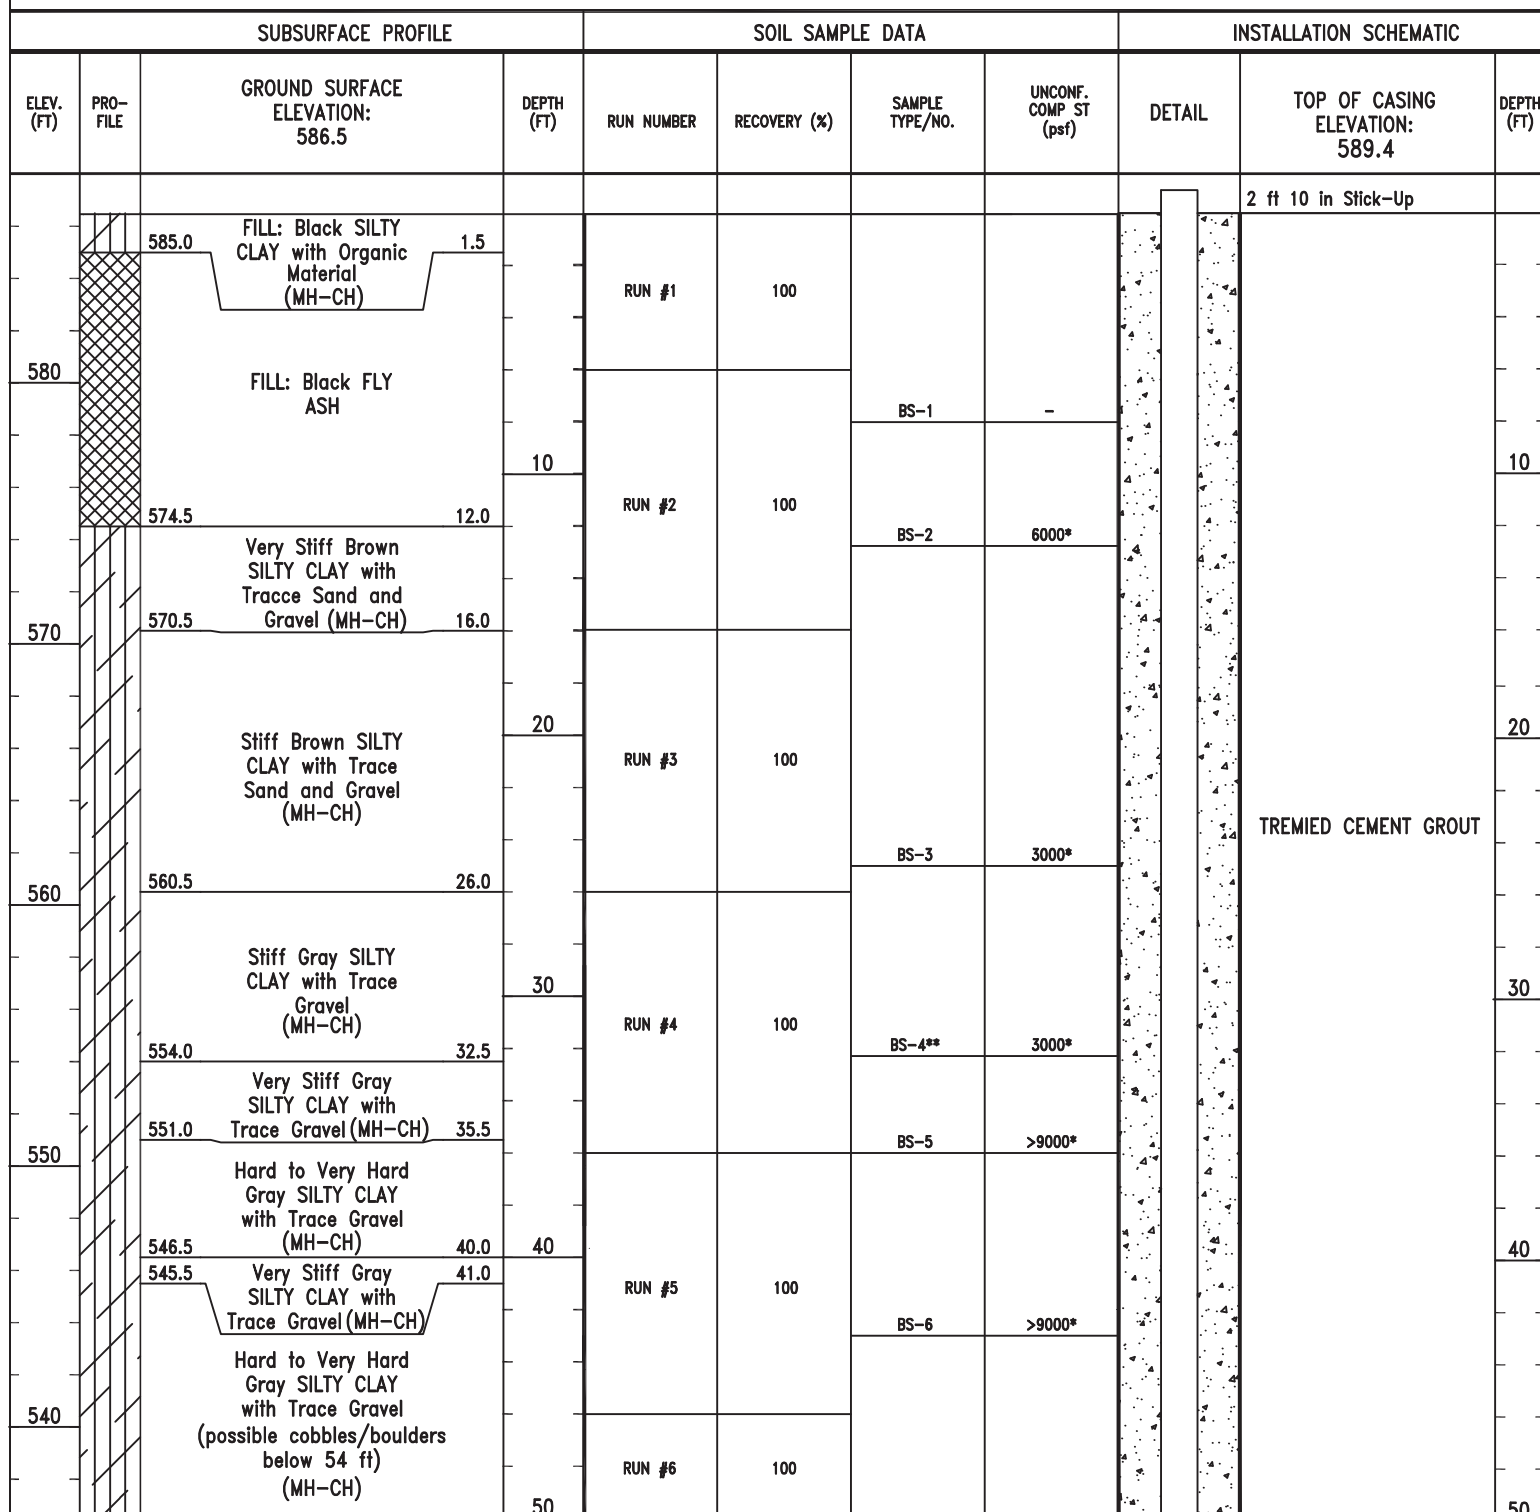 SUBSURFACE PROFILE
SOIL SAMPLE DATA
INSTALLATION SCHEMATIC
ELEV.
(FT)
PRO-
FILE
GROUND SURFACE
ELEVATION:
586.5
DEPTH
(FT)
RUN NUMBER
RECOVERY (%)
SAMPLE
TYPE/NO.
UNCONF.
COMP ST
(psf)
DETAIL
TOP OF CASING
ELEVATION:
589.4
DEPTH
(FT)
2 ft 10 in Stick-Up
FILL: Black SILTY
585.0 CLAY with Organic 1.5
Material
(MH-CH)
RUN #1 100
580
FILL: Black FLY
ASH
BS-1 -
10 10
RUN #2 100
574.5 12.0
BS-2 6000*
Very Stiff Brown
SILTY CLAY with
Tracce Sand and
570.5 Gravel (MH-CH) 16.0
570
20 20
Stiff Brown SILTY
CLAY with Trace
Sand and Gravel
(MH-CH)
RUN #3 100
TREMIED CEMENT GROUT
BS-3 3000*
560.5 26.0
560
Stiff Gray SILTY
CLAY with Trace
Gravel
(MH-CH)
30 30
RUN #4 100
BS-4** 3000*
554.0 32.5
Very Stiff Gray
SILTY CLAY with
551.0 Trace Gravel (MH-CH) 35.5
BS-5 >9000*
550
Hard to Very Hard
Gray SILTY CLAY
with Trace Gravel
(MH-CH)
546.5 40.0 40 40
545.5 Very Stiff Gray 41.0
SILTY CLAY with
Trace Gravel (MH-CH)
RUN #5 100
BS-6 >9000*
Hard to Very Hard
Gray SILTY CLAY
with Trace Gravel
540
(possible cobbles/boulders
below 54 ft)
(MH-CH)
RUN #6 100
50 50